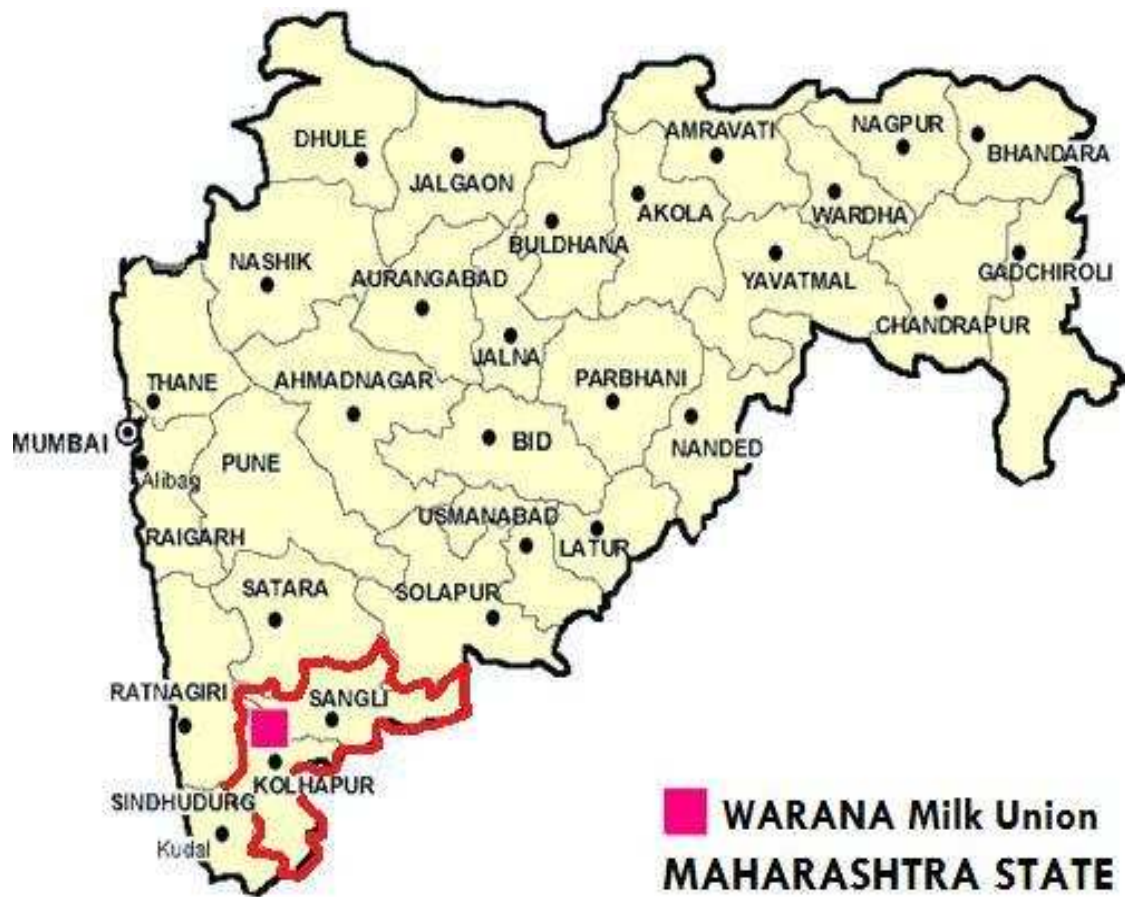 NAGPUR
AMRAVATI
DHULE
BHANDARA
JALGAON
AKOLA
WARDHA
BULDHANA
NASHIK
AURANGABAD
YAVATMAL
GADCHIROLI
CHANDRAPUR
JALNA
THANE
AHMADNAGAR
PARBHANI
MUMBAI
BID
NANDED
PUNE
Alibag
USMANABAD
RAIGARH
LATUR
SATARA
SOLAPUR
RATNAGIRI
SANGLI
KOLHAPUR
SINDHUDURG
Kudal
WARANA Milk Union
MAHARASHTRA STATE